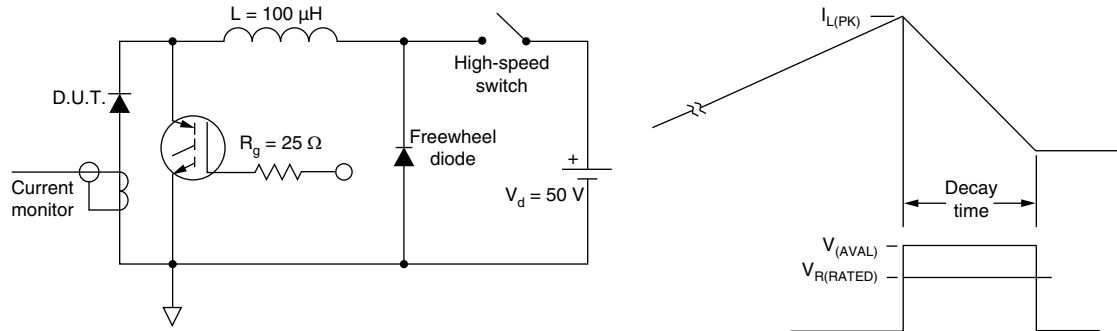 L = 100 µH
D.U.T.
High-speed
switch
R_g = 25 Ω
Freewheel
diode
+
V_d = 50 V
Current
monitor
I_L(PK)
Decay
time
V_(AVAL)
V_R(RATED)